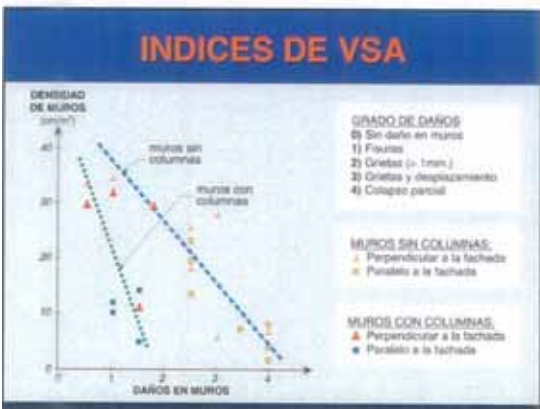 INDICES DE VSA
DENSIDAD
DE MUROS
(cm/m²)
40
30
20
10
0
0
1
2
3
4
DAÑOS EN MUROS
muros sin
columnas
muros con
columnas
GRADO DE DAÑOS
0) Sin daño en muros
1) Fisuras
2) Grietas (> 1mm.)
3) Grietas y desplazamiento
4) Colapso parcial
MUROS SIN COLUMNAS:
Perpendicular a la fachada
Paralelo a la fachada
MUROS CON COLUMNAS:
Perpendicular a la fachada
Paralelo a la fachada